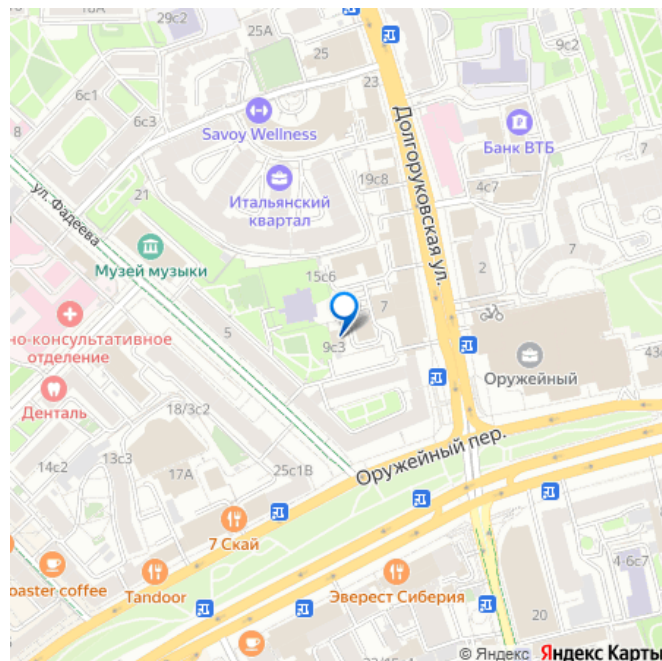 18А
29с2
25А
25
9с2
6с1
23
6с3
Savoy Wellness
8
Долгоруковская ул.
Банк ВТБ
7
ул. Фадеева
21
Итальянский
квартал
19с8
4с7
Музей музыки
7
15с6
2
но-консультативное
отделение
5
7
9с3
Оружейный
43/
Денталь
18/3с2
14с2
13с3
17А
25с1В
Оружейный пер.
7 Скай
oaster coffee
Tandoor
Эверест Сиберия
4-6с7
20
© Яндекс Яндекс Карты